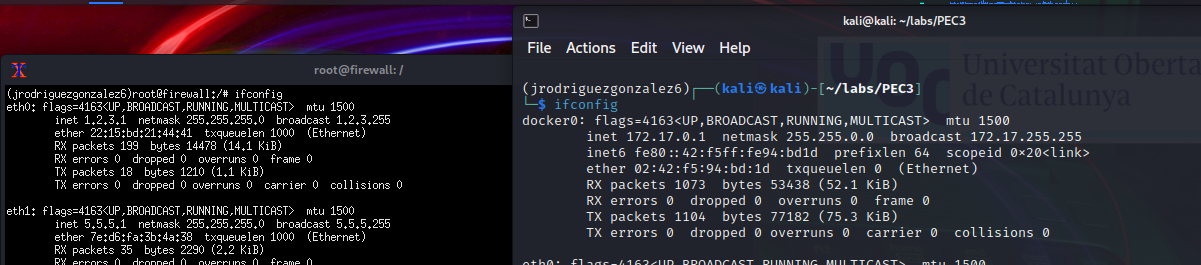 root@firewall: /
(jrodriguezgonzalez6)root@firewall:/# ifconfig
eth0: flags=4163<UP,BROADCAST,RUNNING,MULTICAST>  mtu 1500
        inet 1.2.3.1  netmask 255.255.255.0  broadcast 1.2.3.255
        ether 22:15:bd:21:44:41  txqueuelen 1000  (Ethernet)
        RX packets 199  bytes 14478 (14.1 KiB)
        RX errors 0  dropped 0  overruns 0  frame 0
        TX packets 18  bytes 1210 (1.1 KiB)
        TX errors 0  dropped 0 overruns 0  carrier 0  collisions 0
eth1: flags=4163<UP,BROADCAST,RUNNING,MULTICAST>  mtu 1500
        inet 5.5.5.1  netmask 255.255.255.0  broadcast 5.5.5.255
        ether 7e:d6:fa:3b:4a:38  txqueuelen 1000  (Ethernet)
        RX packets 35  bytes 2290 (2.2 KiB)
        RX errors 0  dropped 0  overruns 0  frame 0
kali@kali: ~/labs/PEC3
File Actions Edit View Help
UOC
Universitat Oberta
de Catalunya
(jrodriguezgonzalez6)┌──(kali㉿kali)-[~/labs/PEC3]
└─$ ifconfig
docker0: flags=4163<UP,BROADCAST,RUNNING,MULTICAST>  mtu 1500
        inet 172.17.0.1  netmask 255.255.0.0  broadcast 172.17.255.255
        inet6 fe80::42:f5ff:fe94:bd1d  prefixlen 64  scopeid 0×20<link>
        ether 02:42:f5:94:bd:1d  txqueuelen 0  (Ethernet)
        RX packets 1073  bytes 53438 (52.1 KiB)
        RX errors 0  dropped 0  overruns 0  frame 0
        TX packets 1104  bytes 77182 (75.3 KiB)
        TX errors 0  dropped 0 overruns 0  carrier 0  collisions 0
eth0: flags=4163<UP,BROADCAST,RUNNING,MULTICAST>  mtu 1500